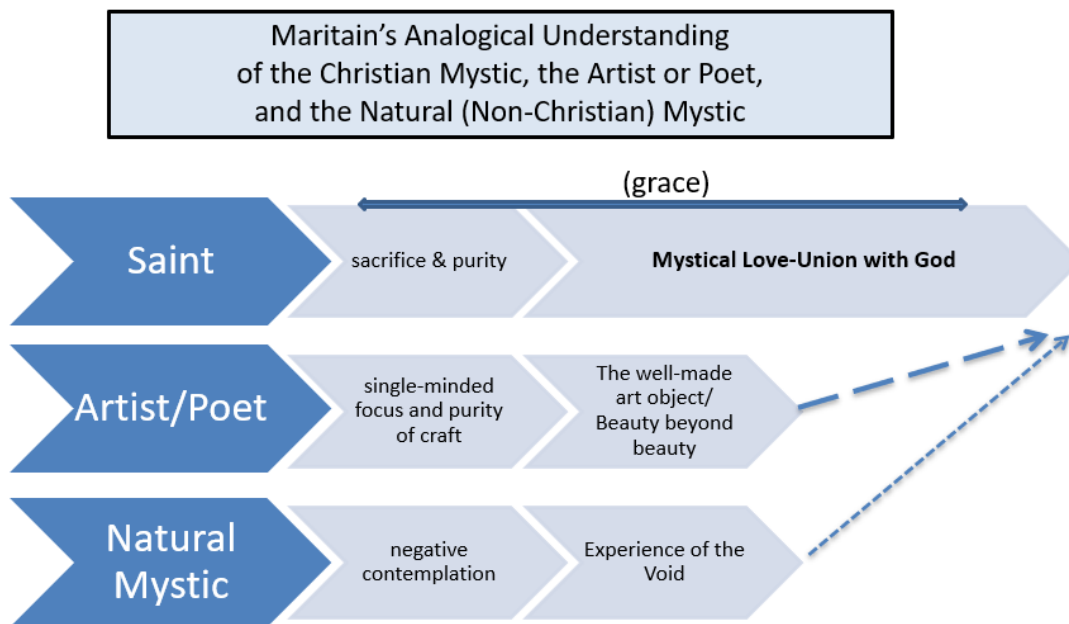 Maritain's Analogical Understanding
of the Christian Mystic, the Artist or Poet,
and the Natural (Non-Christian) Mystic
(grace)
Saint
sacrifice & purity
Mystical Love-Union with God
Artist/Poet
single-minded
focus and purity
of craft
The well-made
art object/
Beauty beyond
beauty
Natural
Mystic
negative
contemplation
Experience of the
Void